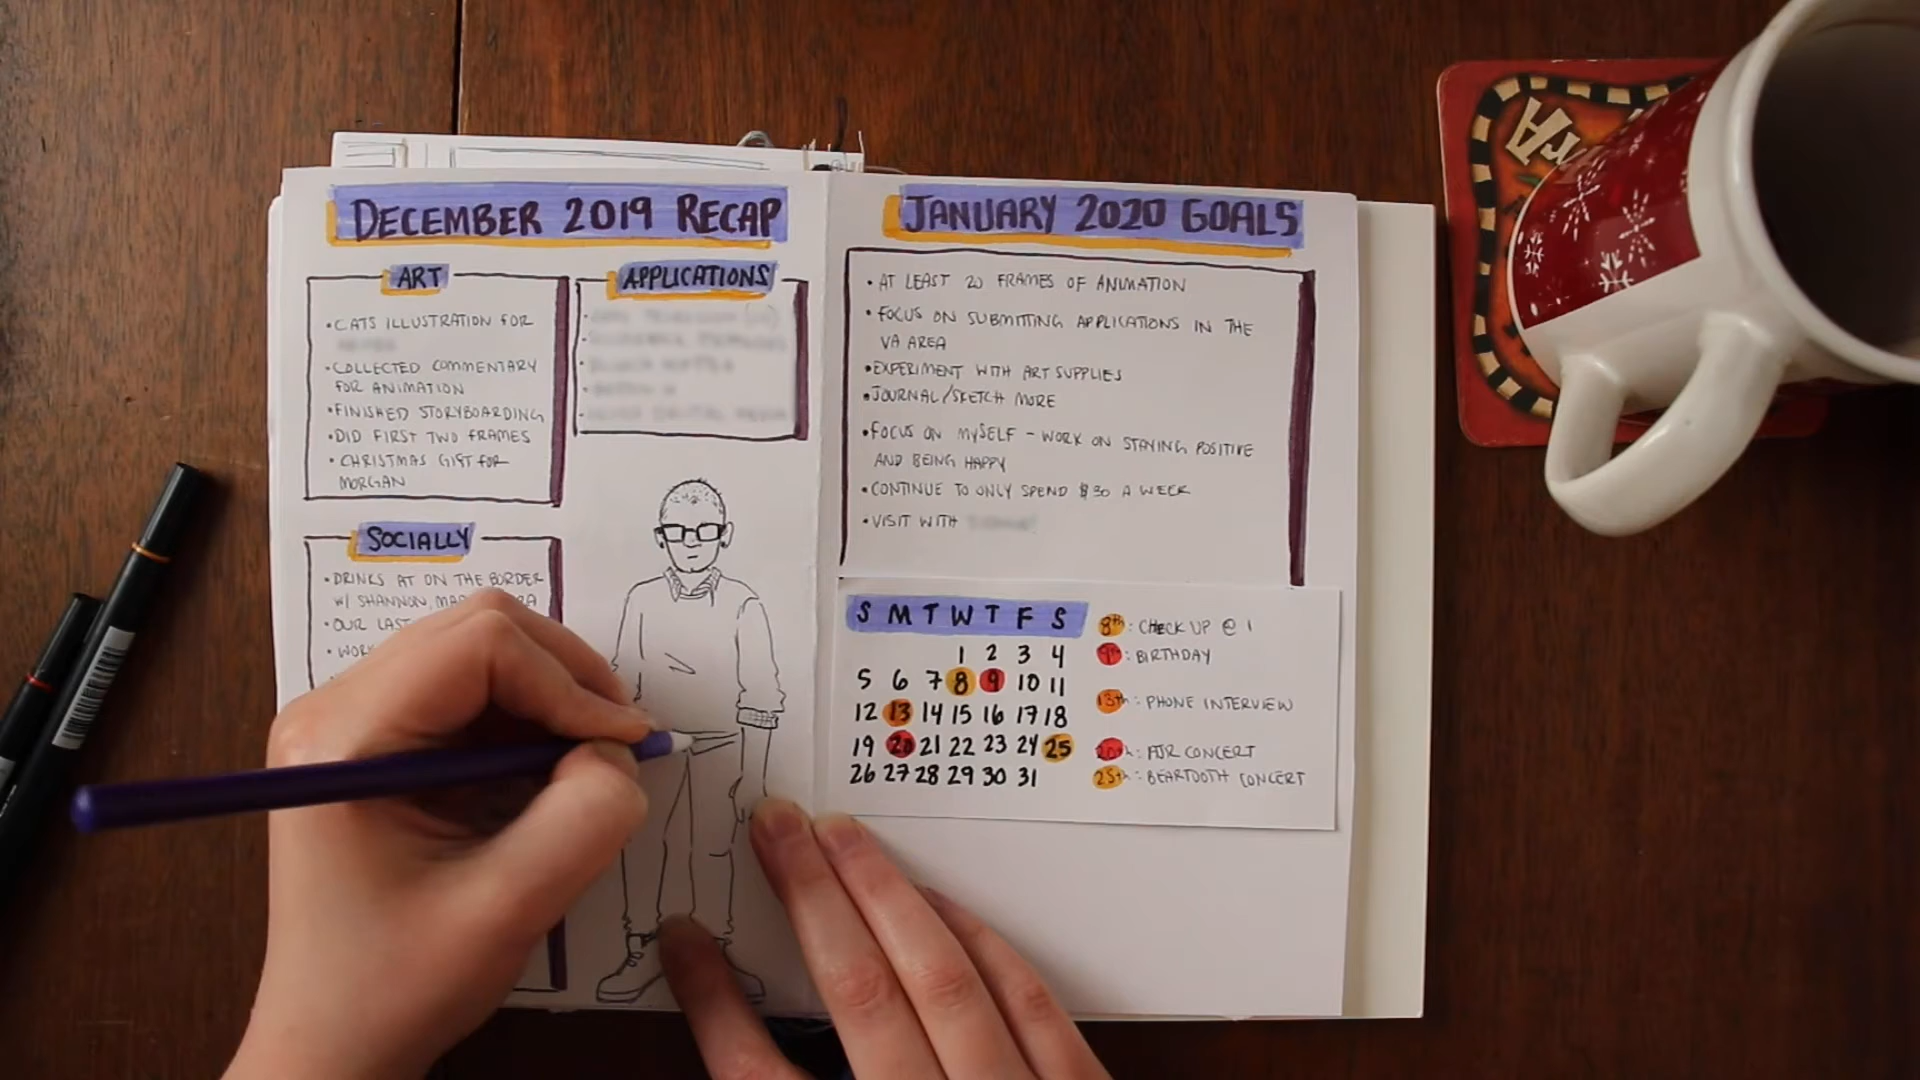 DECEMBER 2019 RECAP
ART
• CATS ILLUSTRATION FOR
• COLLECTED COMMENTARY
FOR ANIMATION
• FINISHED STORYBOARDING
• DID FIRST TWO FRAMES
• CHRISTMAS GIFT FOR
MORGAN
APPLICATIONS
SOCIALLY
• DRINKS AT ON THE BORDER
W/ SHANNON,
• OUR LAST
• WORK
JANUARY 2020 GOALS
• AT LEAST 20 FRAMES OF ANIMATION
• FOCUS ON SUBMITTING APPLICATIONS IN THE
VA AREA
• EXPERIMENT WITH ART SUPPLIES
• JOURNAL/SKETCH MORE
• FOCUS ON MYSELF - WORK ON STAYING POSITIVE
AND BEING HAPPY
• CONTINUE TO ONLY SPEND $30 A WEEK
• VISIT WITH
S M T W T F S
1 2 3 4
5 6 7 8 9 10 11
12 13 14 15 16 17 18
19 20 21 22 23 24 25
26 27 28 29 30 31
8th: CHECK UP @ 1
9th: BIRTHDAY
13th: PHONE INTERVIEW
20th: AJR CONCERT
25th: BEARTOOTH CONCERT